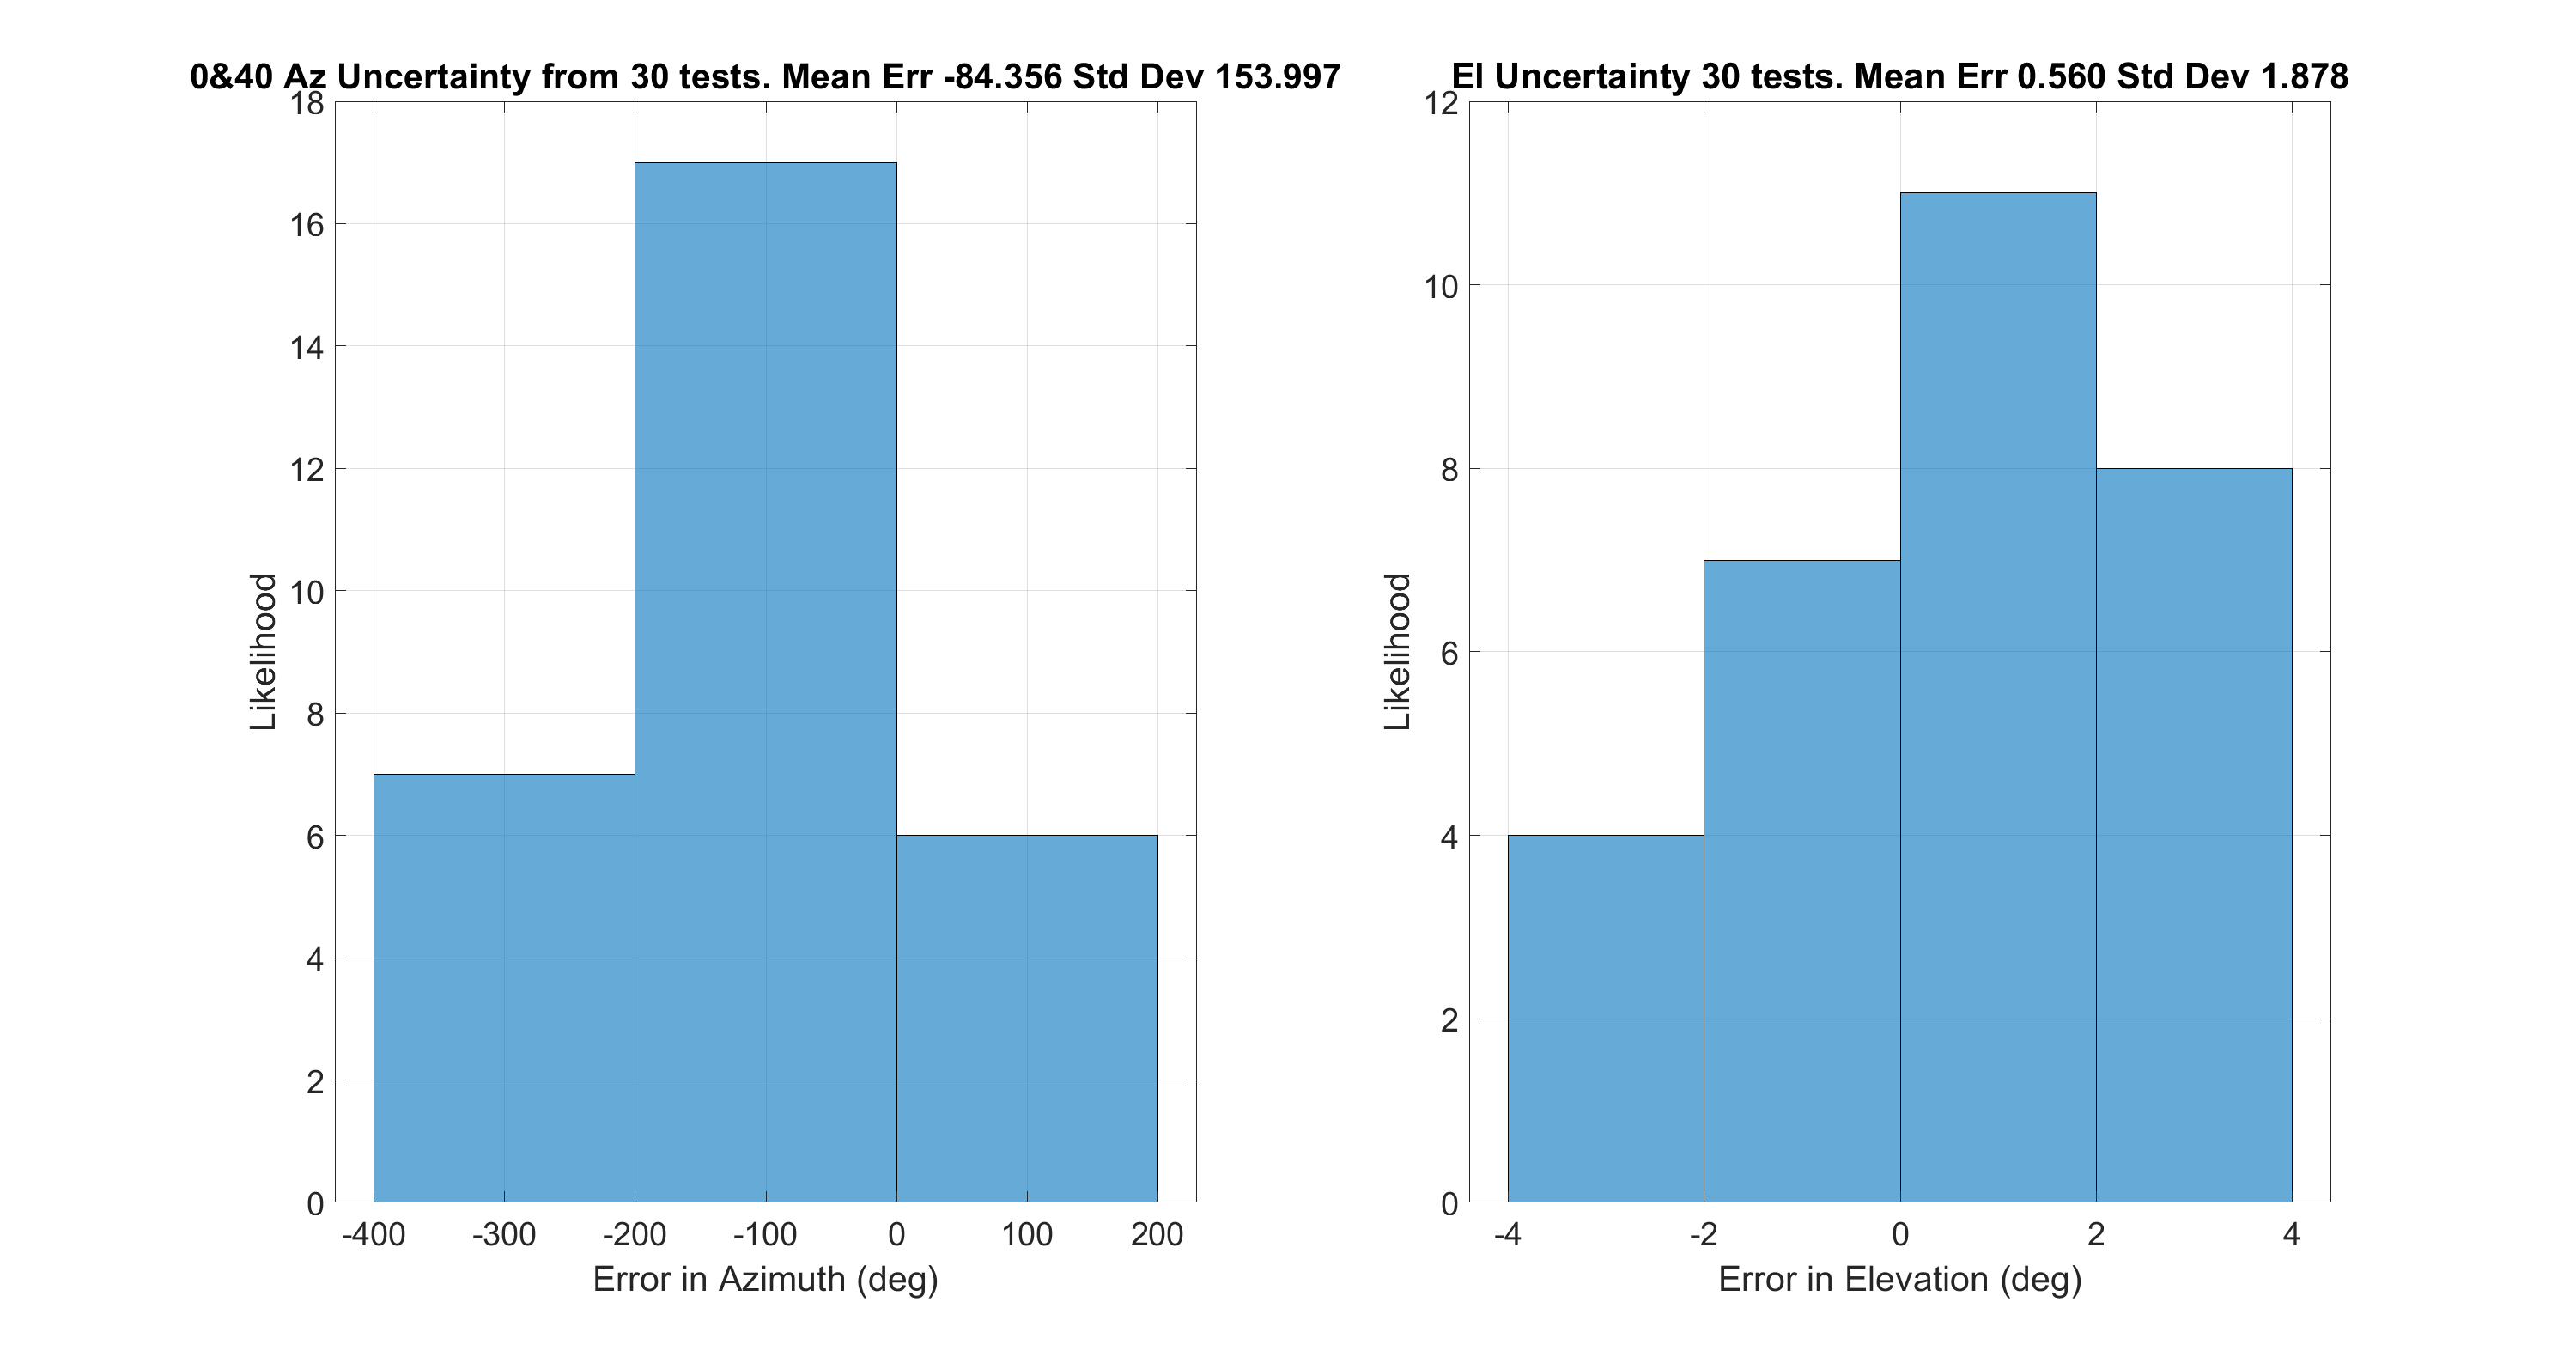 0&40 Az Uncertainty from 30 tests. Mean Err -84.356 Std Dev 153.997
18
16
14
12
10
8
6
4
2
0
Likelihood
-400 -300 -200 -100 0 100 200
Error in Azimuth (deg)
El Uncertainty 30 tests. Mean Err 0.560 Std Dev 1.878
12
10
8
6
4
2
0
Likelihood
-4 -2 0 2 4
Error in Elevation (deg)